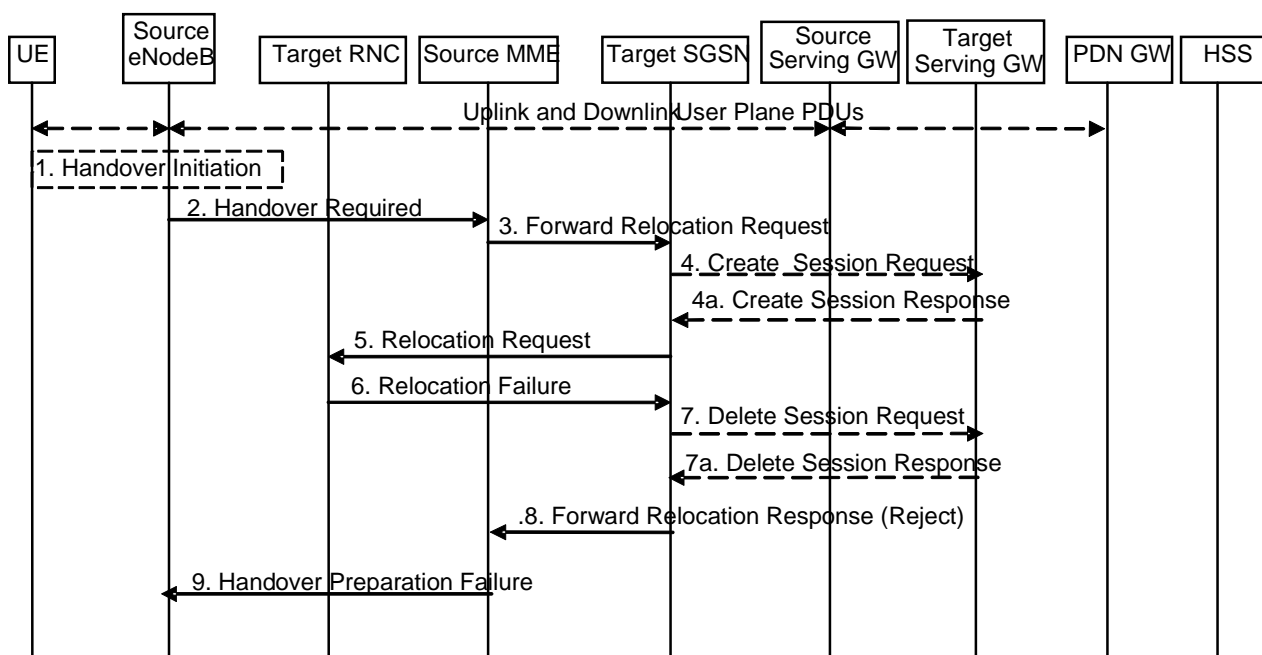 UE
Source
eNodeB
Target RNC
Source MME
Target SGSN
Source
Serving GW
Target
Serving GW
PDN GW
HSS
Uplink and Downlink User Plane PDUs
1. Handover Initiation
2. Handover Required
3. Forward Relocation Request
4. Create Session Request
4a. Create Session Response
5. Relocation Request
6. Relocation Failure
7. Delete Session Request
7a. Delete Session Response
.8. Forward Relocation Response (Reject)
9. Handover Preparation Failure